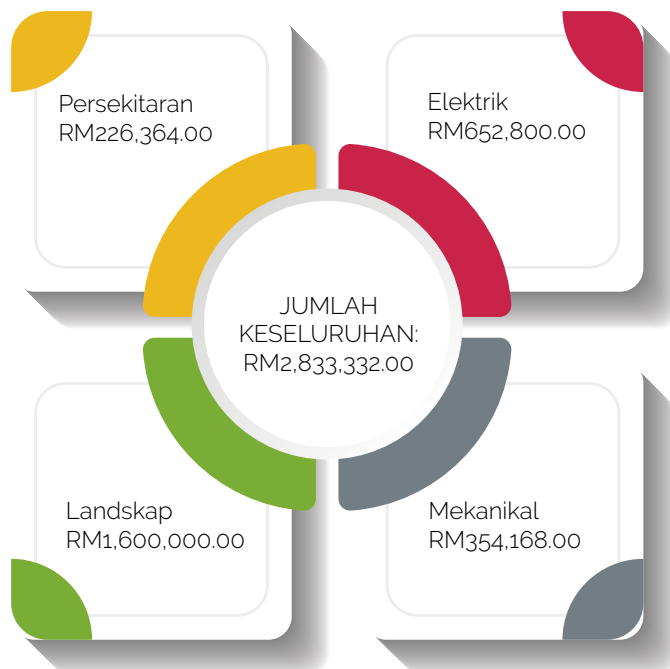 Persekitaran
RM226,364.00
Elektrik
RM652,800.00
JUMLAH
KESELURUHAN:
RM2,833,332.00
Landskap
RM1,600,000.00
Mekanikal
RM354,168.00